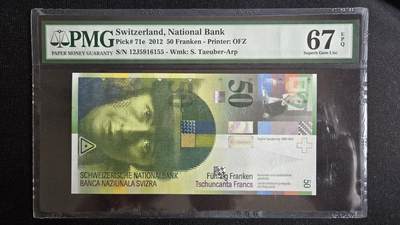 PMG
PAPER MONEY GUARANTY
Switzerland, National Bank
Pick# 71e 2012 50 Franken - Printer: OFZ
S/N 12J5916155 - Wmk: S. Taeuber-Arp
67 EPQ
Superb Gem Unc
50
SCHWEIZERISCHE NATIONALBANK
BANCA NAZIUNALA SVIZRA
Fünfzig Franken
Tschuncanta Francs
50